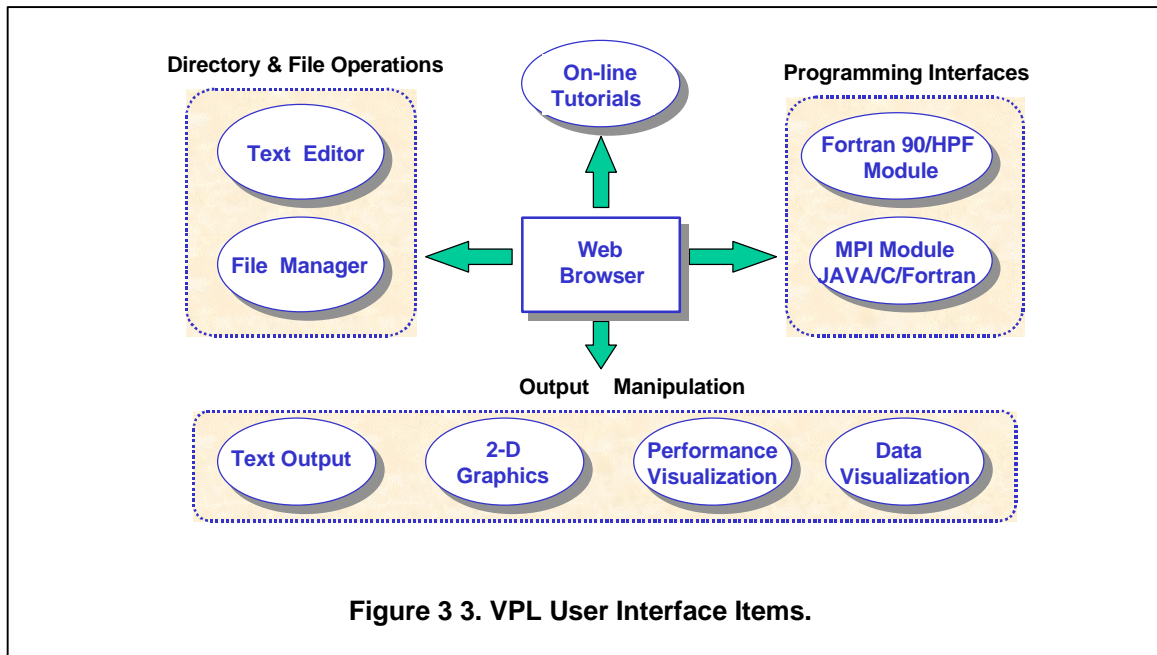 Directory & File Operations
Text Editor
File Manager
On-line
Tutorials
Programming Interfaces
Fortran 90/HPF
Module
MPI Module
JAVA/C/Fortran
Web
Browser
Output Manipulation
Text Output
2-D
Graphics
Performance
Visualization
Data
Visualization
Figure 3 3. VPL User Interface Items.